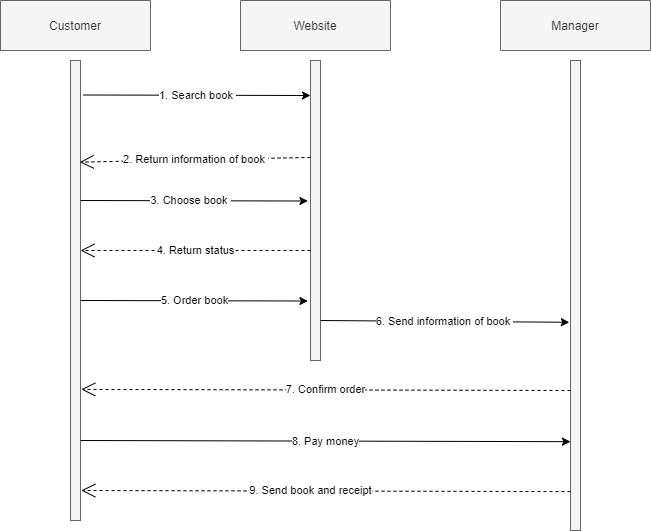 Customer
Website
Manager
1. Search book
2. Return information of book
3. Choose book
4. Return status
5. Order book
6. Send information of book
7. Confirm order
8. Pay money
9. Send book and receipt